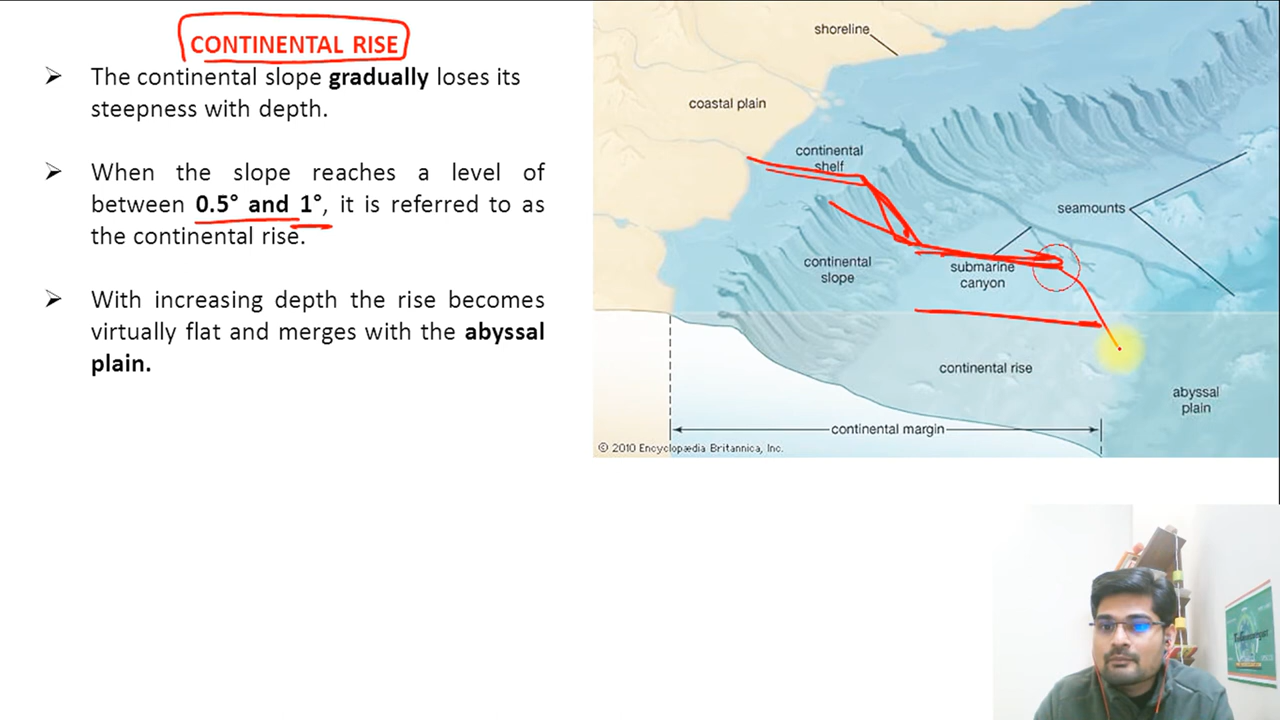 CONTINENTAL RISE
➢ The continental slope gradually loses its
steepness with depth.
➢ When the slope reaches a level of
between 0.5° and 1°, it is referred to as
the continental rise.
➢ With increasing depth the rise becomes
virtually flat and merges with the abyssal
plain.
shoreline
coastal plain
continental
shelf
seamounts
continental
slope
submarine
canyon
continental rise
abyssal
plain
continental margin
© 2010 Encyclopædia Britannica, Inc.